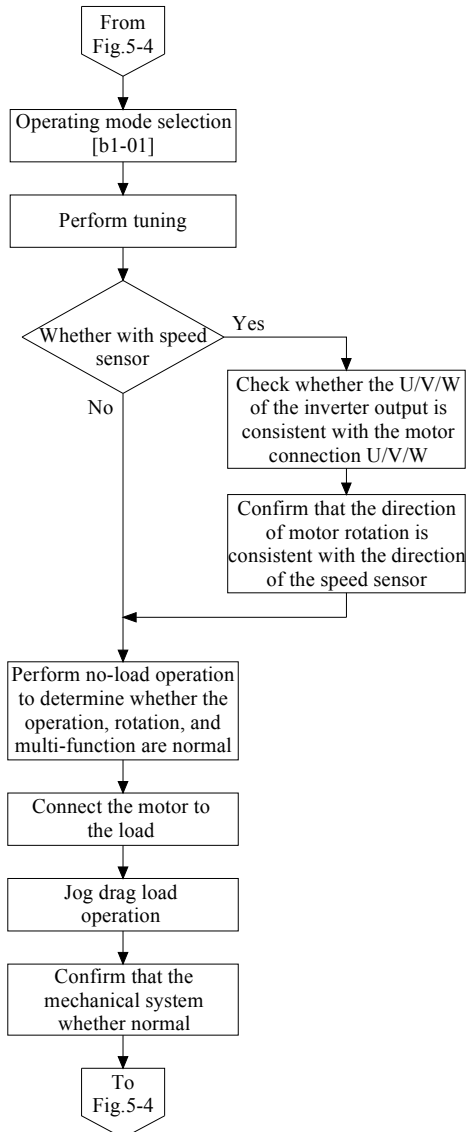 From
Fig.5-4
Operating mode selection
[b1-01]
Perform tuning
Whether with speed
sensor
Yes
No
Check whether the U/V/W
of the inverter output is
consistent with the motor
connection U/V/W
Confirm that the direction
of motor rotation is
consistent with the direction
of the speed sensor
Perform no-load operation
to determine whether the
operation, rotation, and
multi-function are normal
Connect the motor to
the load
Jog drag load
operation
Confirm that the
mechanical system
whether normal
To
Fig.5-4